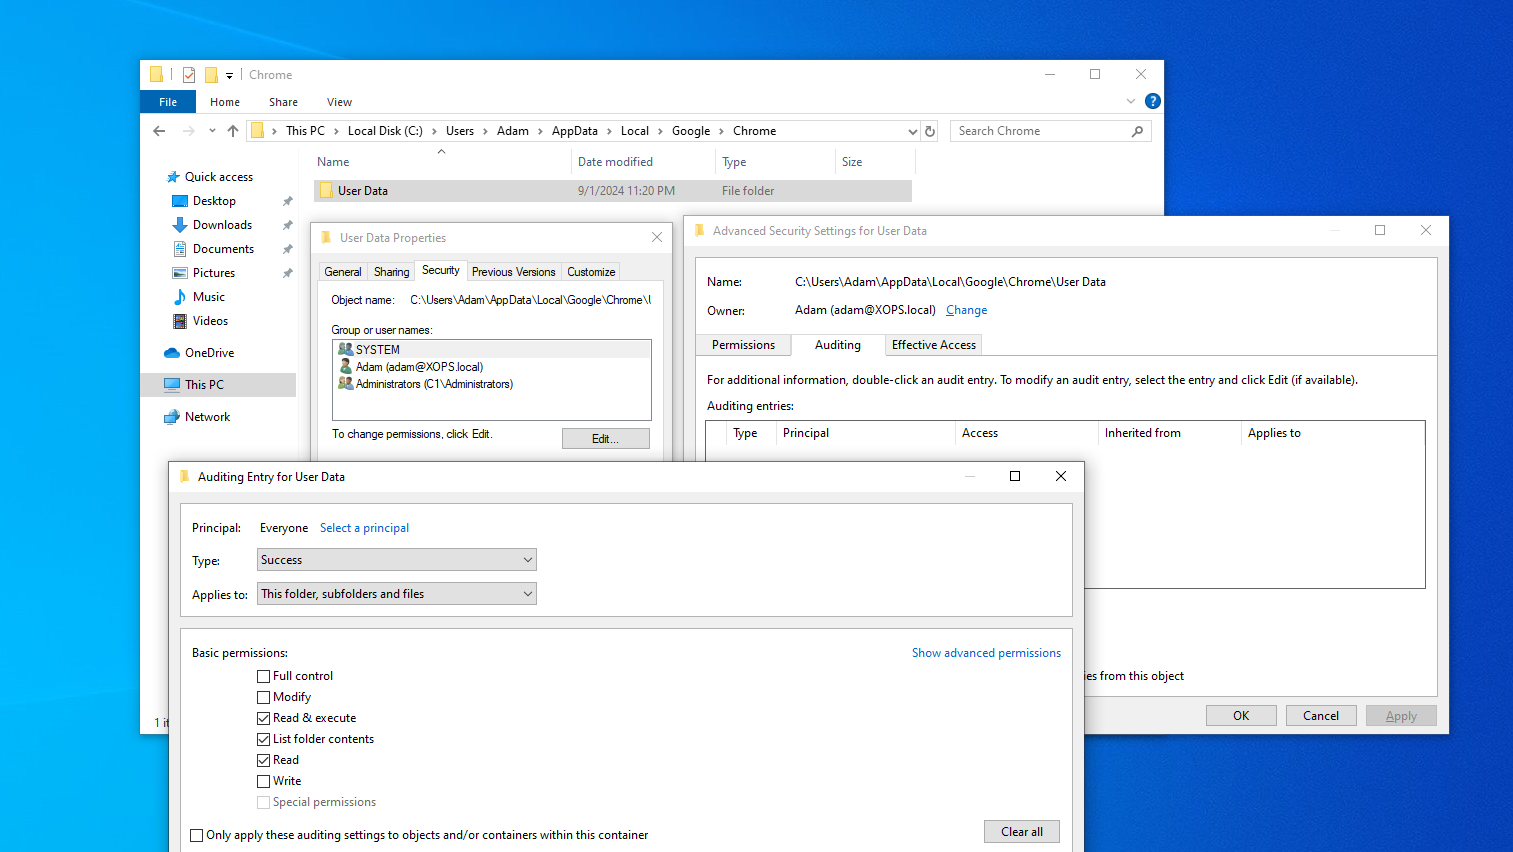 Chrome
File Home Share View
This PC Local Disk (C:) Users Adam AppData Local Google Chrome
Search Chrome
Name Date modified Type Size
User Data 9/1/2024 11:20 PM File folder
Quick access
Desktop
Downloads
Documents
Pictures
Music
Videos
OneDrive
This PC
Network
1 it
User Data Properties
General Sharing Security Previous Versions Customize
Object name: C:\Users\Adam\AppData\Local\Google\Chrome\U
Group or user names:
SYSTEM
Adam (adam@XOPS.local)
Administrators (C1\Administrators)
To change permissions, click Edit.
Edit...
Advanced Security Settings for User Data
Name: C:\Users\Adam\AppData\Local\Google\Chrome\User Data
Owner: Adam (adam@XOPS.local) Change
Permissions Auditing Effective Access
For additional information, double-click an audit entry. To modify an audit entry, select the entry and click Edit (if available).
Auditing entries:
Type Principal Access Inherited from Applies to
ies from this object
OK Cancel Apply
Auditing Entry for User Data
Principal: Everyone Select a principal
Type: Success
Applies to: This folder, subfolders and files
Basic permissions: Show advanced permissions
Full control
Modify
Read & execute
List folder contents
Read
Write
Special permissions
Only apply these auditing settings to objects and/or containers within this container
Clear all